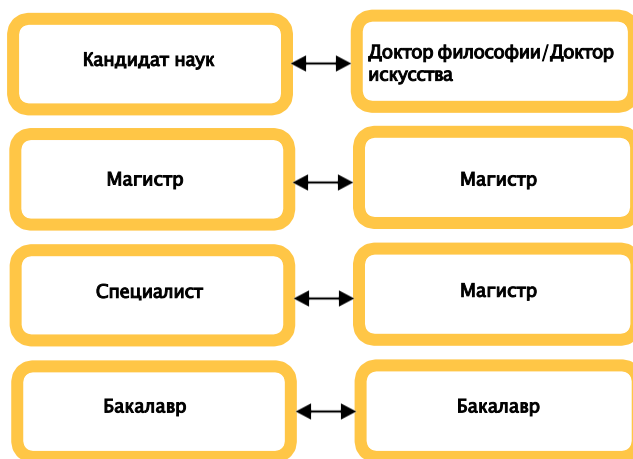 Кандидат наук
Доктор философии/Доктор
искусства
Магистр
Магистр
Специалист
Магистр
Бакалавр
Бакалавр